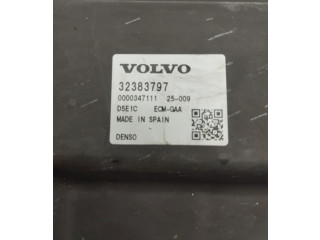 VOLVO
32383797
0000347111 25-009
D5E1C ECM-GAA
MADE IN SPAIN
DENSO